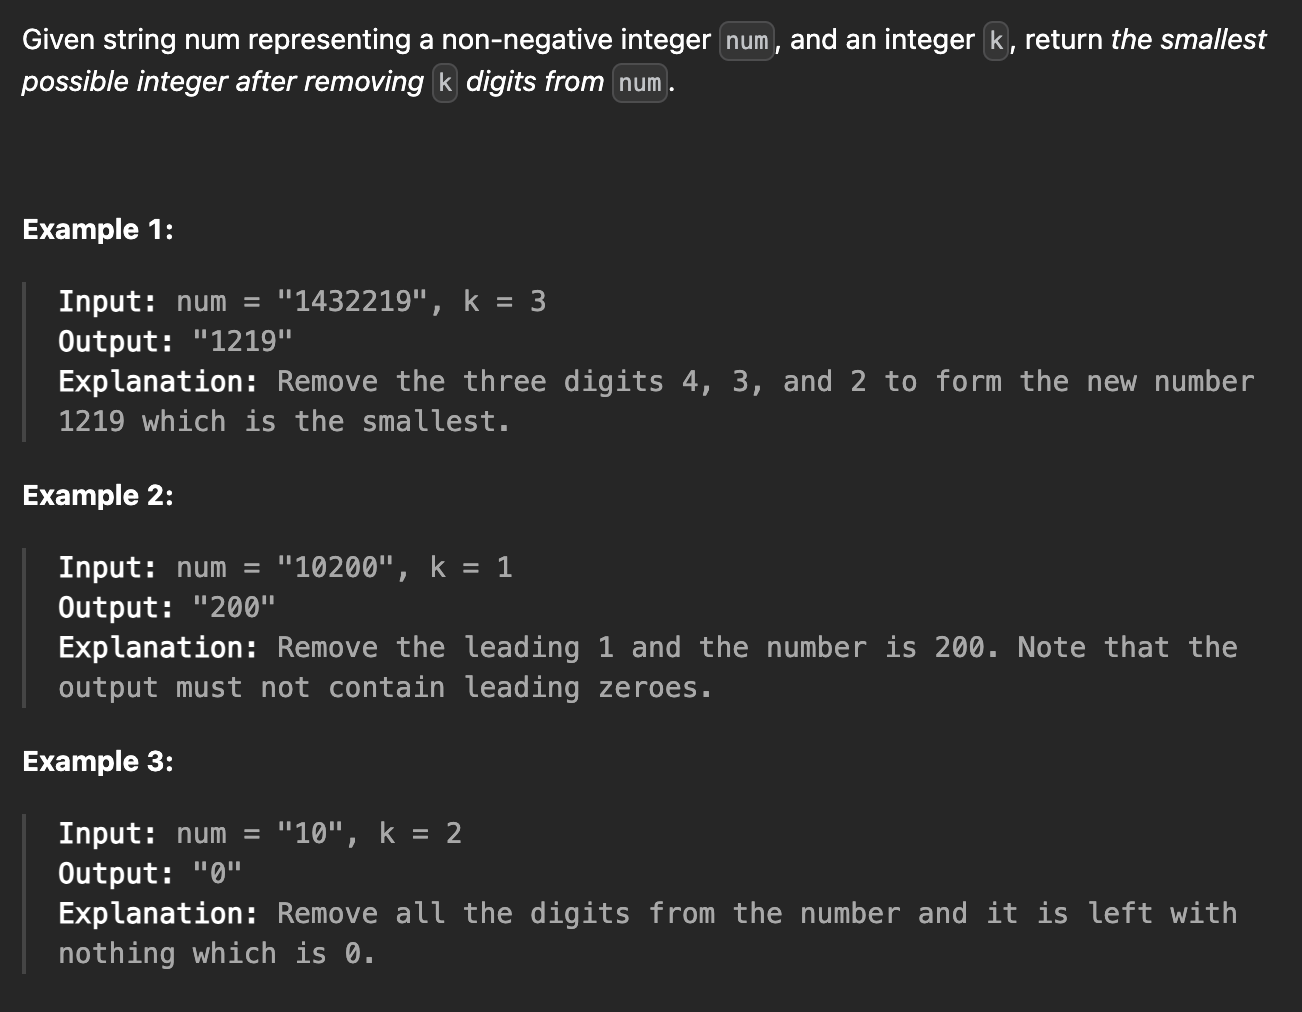 Given string num representing a non-negative integer num, and an integer k, return the smallest
possible integer after removing k digits from num.
Example 1:
Input: num = "1432219", k = 3
Output: "1219"
Explanation: Remove the three digits 4, 3, and 2 to form the new number
1219 which is the smallest.
Example 2:
Input: num = "10200", k = 1
Output: "200"
Explanation: Remove the leading 1 and the number is 200. Note that the
output must not contain leading zeroes.
Example 3:
Input: num = "10", k = 2
Output: "0"
Explanation: Remove all the digits from the number and it is left with
nothing which is 0.